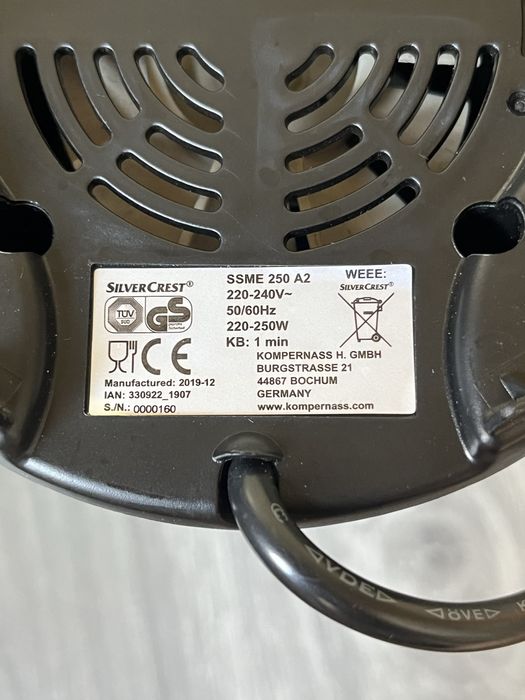 SILVERCREST®
SSME 250 A2
220-240V~
50/60Hz
220-250W
KB: 1 min
WEEE:
SILVERCREST®
TÜV
SÜD
GS
CE
KOMPERNASS H. GMBH
BURGSTRASSE 21
44867 BOCHUM
GERMANY
www.kompernass.com
Manufactured: 2019-12
IAN: 330922_1907
S./N.: 0000160
VDE